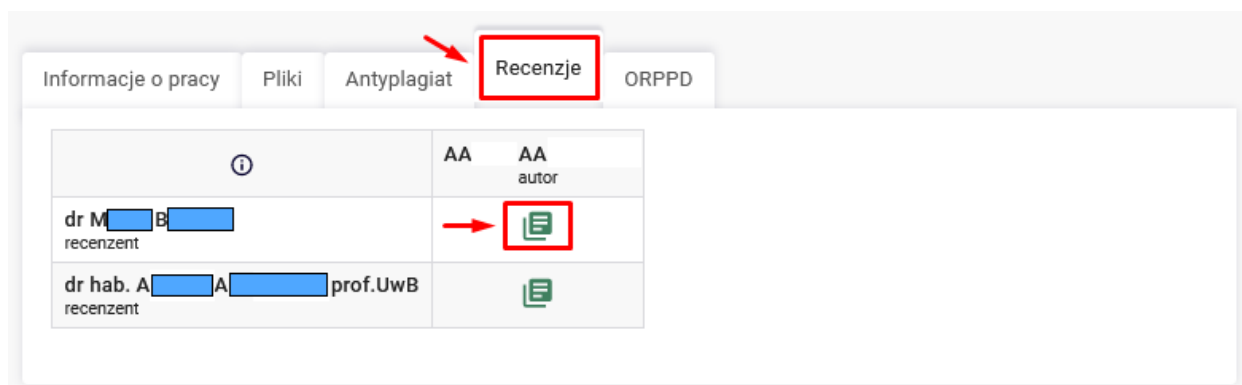 Informacje o pracy Pliki Antyplagiat Recenzje ORPPD
AA AA
autor
dr M B
recenzent
dr hab. A A prof.UwB
recenzent